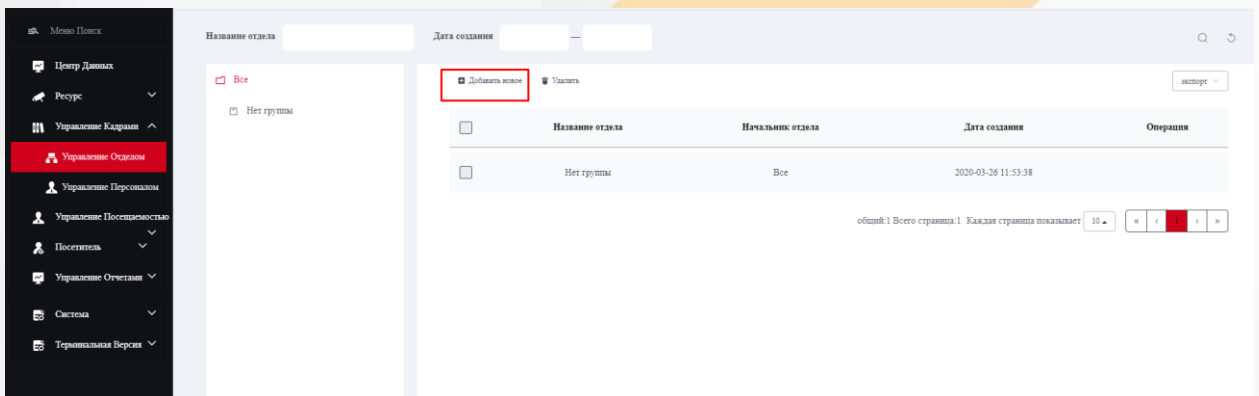 Меню Поиск
Центр Данных
Ресурс
Управление Кадрами
Управление Отделом
Управление Персоналом
Управление Посещаемостью
Посетитель
Управление Отчетами
Система
Терминальная Версия
Название отдела
Дата создания —
Все
Нет группы
Добавить новое Удалить экспорт
Название отдела Начальник отдела Дата создания Операция
Нет группы Все 2020-03-26 11:53:38
общий:1 Всего страница:1 Каждая страница показывает 10 « ‹ 1 › »